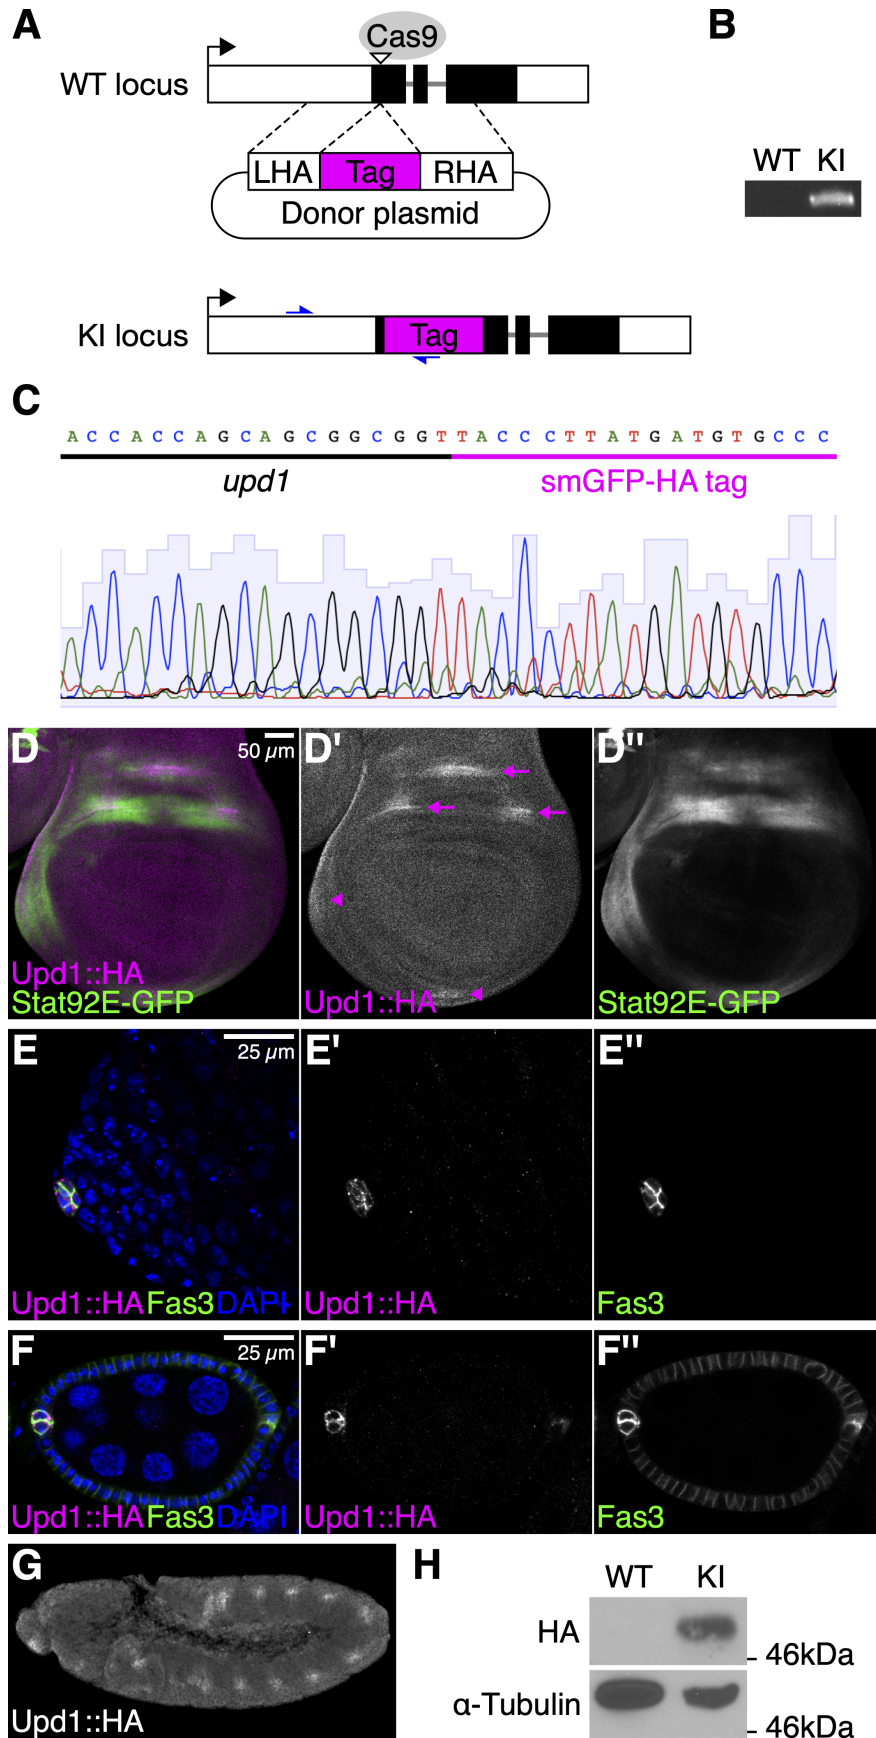 A
Cas9
WT locus
LHA Tag RHA
Donor plasmid
KI locus
Tag
B
WT KI
C
A C C A C C A G C A G C G G C G G T T A C C C T T A T G A T G T G C C C
upd1 smGFP-HA tag
D 50 µm D' D''
Upd1::HA
Stat92E-GFP Upd1::HA Stat92E-GFP
E 25 µm E' E''
Upd1::HA Fas3 DAPI Upd1::HA Fas3
F 25 µm F' F''
Upd1::HA Fas3 DAPI Upd1::HA Fas3
G
Upd1::HA
H
WT KI
HA
46kDa
α-Tubulin
46kDa